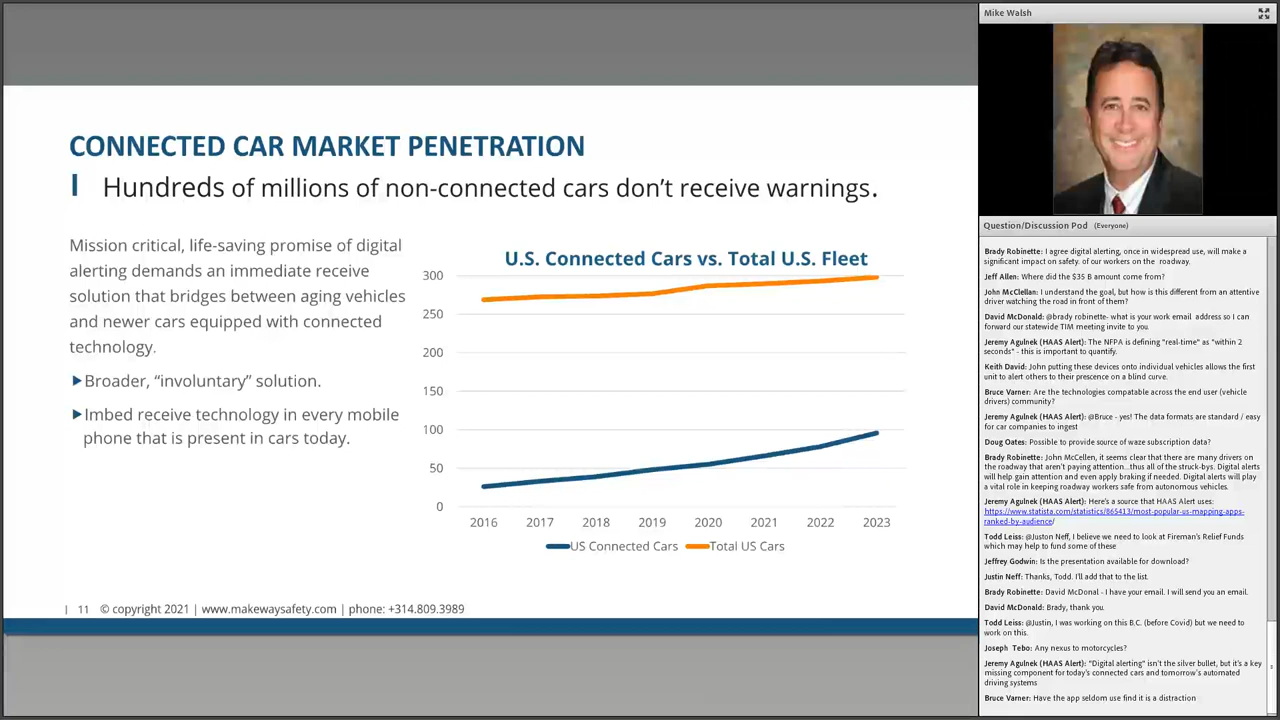 CONNECTED CAR MARKET PENETRATION
Hundreds of millions of non-connected cars don't receive warnings.
Mission critical, life-saving promise of digital
alerting demands an immediate receive
solution that bridges between aging vehicles
and newer cars equipped with connected
technology.
Broader, "involuntary" solution.
Imbed receive technology in every mobile
phone that is present in cars today.
U.S. Connected Cars vs. Total U.S. Fleet
300
250
200
150
100
50
0
2016 2017 2018 2019 2020 2021 2022 2023
US Connected Cars Total US Cars
| 11 © copyright 2021 | www.makewaysafety.com | phone: +314.809.3989
Mike Walsh
Question/Discussion Pod (Everyone)
Brady Robinette: I agree digital alerting, once in widespread use, will make a
significant impact on safety. of our workers on the roadway.
Jeff Allen: Where did the $35 B amount come from?
John McClellan: I understand the goal, but how is this different from an attentive
driver watching the road in front of them?
David McDonald: @brady robinette- what is your work email address so I can
forward our statewide TIM meeting invite to you.
Jeremy Agulnek (HAAS Alert): The NFPA is defining "real-time" as "within 2
seconds" - this is important to quantify.
Keith David: John putting these devices onto individual vehicles allows the first
unit to alert others to their prescence on a blind curve.
Bruce Varner: Are the technologies compatable across the end user (vehicle
drivers) community?
Jeremy Agulnek (HAAS Alert): @Bruce - yes! The data formats are standard / easy
for car companies to ingest
Doug Oates: Possible to provide source of waze subscription data?
Brady Robinette: John McCellen, it seems clear that there are many drivers on
the roadway that aren't paying attention...thus all of the struck-bys. Digital alerts
will help gain attention and even apply braking if needed. Digital alerts will play
a vital role in keeping roadway workers safe from autonomous vehicles.
Jeremy Agulnek (HAAS Alert): Here's a source that HAAS Alert uses:
https://www.statista.com/statistics/865413/most-popular-us-mapping-apps-
ranked-by-audience/
Todd Leiss: @Juston Neff, I believe we need to look at Fireman's Relief Funds
which may help to fund some of these
Jeffrey Godwin: Is the presentation available for download?
Justin Neff: Thanks, Todd. I'll add that to the list.
Brady Robinette: David McDonal - I have your email. I will send you an email.
David McDonald: Brady, thank you.
Todd Leiss: @Justin, I was working on this B.C. (before Covid) but we need to
work on this.
Joseph Tebo: Any nexus to motorcycles?
Jeremy Agulnek (HAAS Alert): "Digital alerting" isn't the silver bullet, but it's a key
missing component for today's connected cars and tomorrow's automated
driving systems
Bruce Varner: Have the app seldom use find it is a distraction